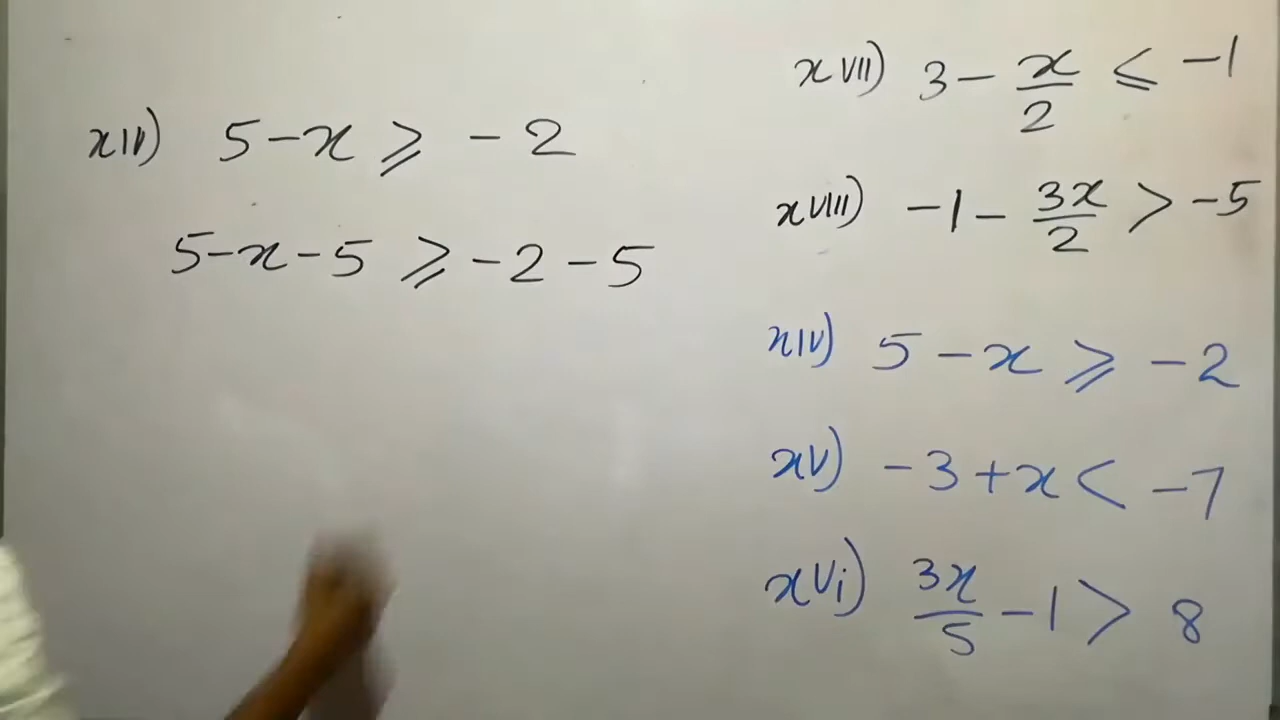 xiv) 5-x ⩾ -2
5-x-5 ⩾ -2-5
xvii) 3 - x/2 ⩽ -1
xviii) -1 - 3x/2 > -5
xiv) 5-x ⩾ -2
xv) -3+x < -7
xvi) 3x/5 -1 > 8